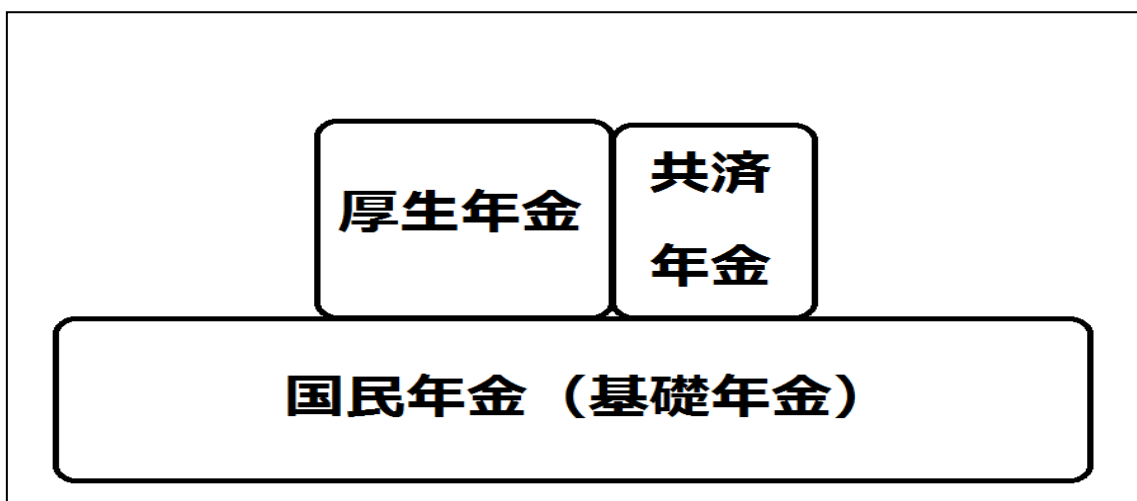 厚生年金
共済
年金
国民年金（基礎年金）